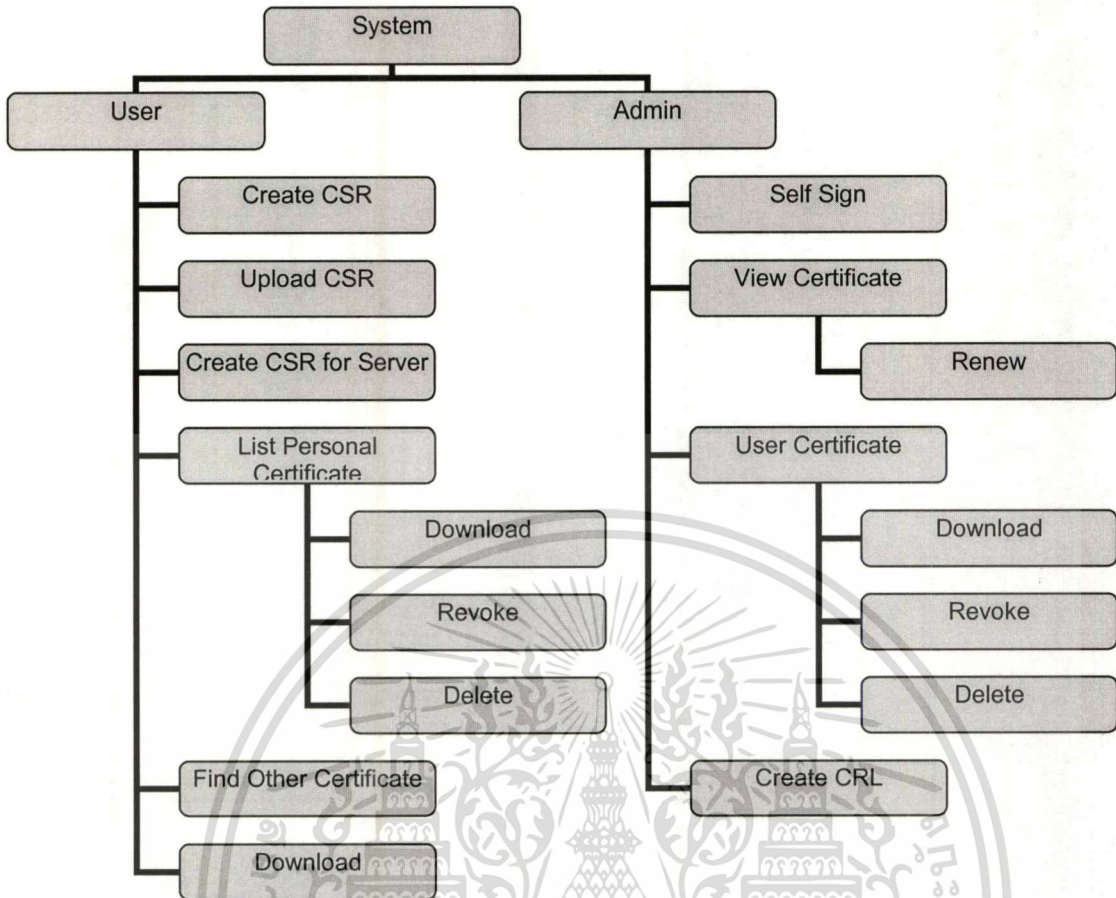 System
User
Admin
Create CSR
Self Sign
Upload CSR
View Certificate
Create CSR for Server
Renew
List Personal
Certificate
User Certificate
Download
Download
Revoke
Revoke
Delete
Delete
Find Other Certificate
Create CRL
Download